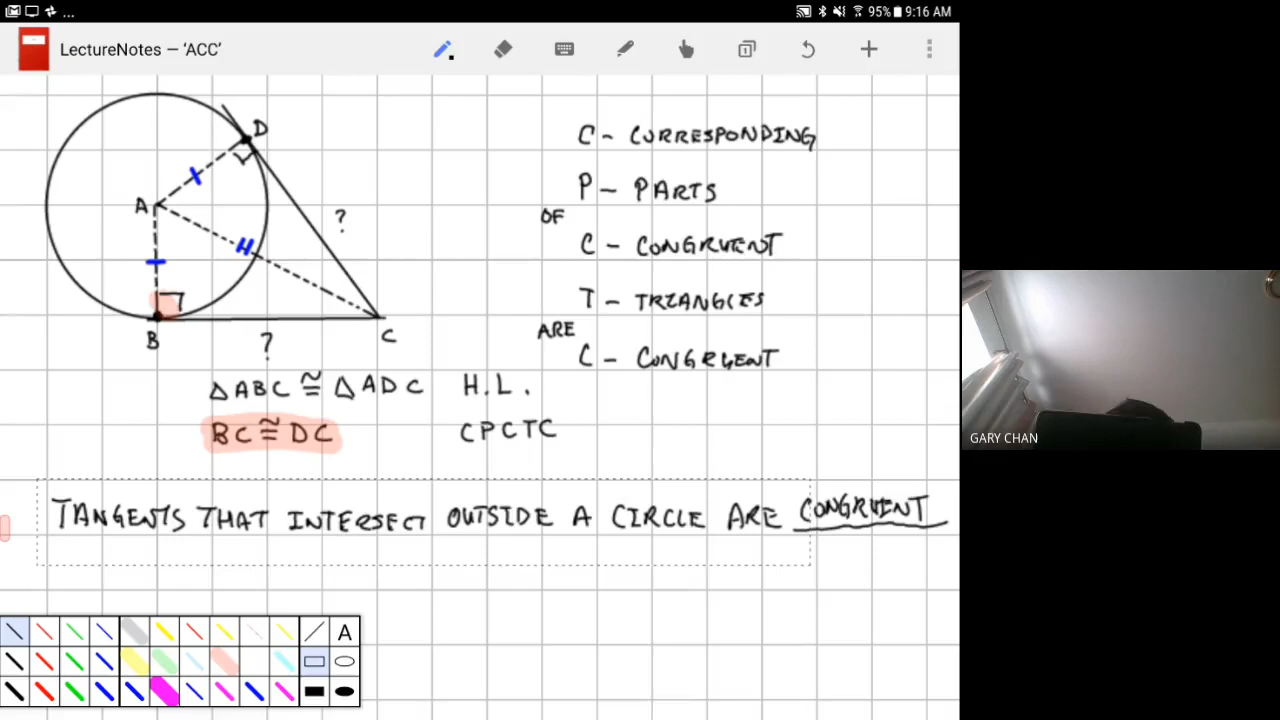 ... 95% 9:16 AM
LectureNotes — ‘ACC’
D
A
?
B
?
C
C - CORRESPONDING
P - PARTS
OF
C - CONGRUENT
T - TRIANGLES
ARE
C - CONGRUENT
△ABC ≅ △ADC H.L.
BC ≅ DC CPCTC
TANGENTS THAT INTERSECT OUTSIDE A CIRCLE ARE CONGRUENT
A
GARY CHAN